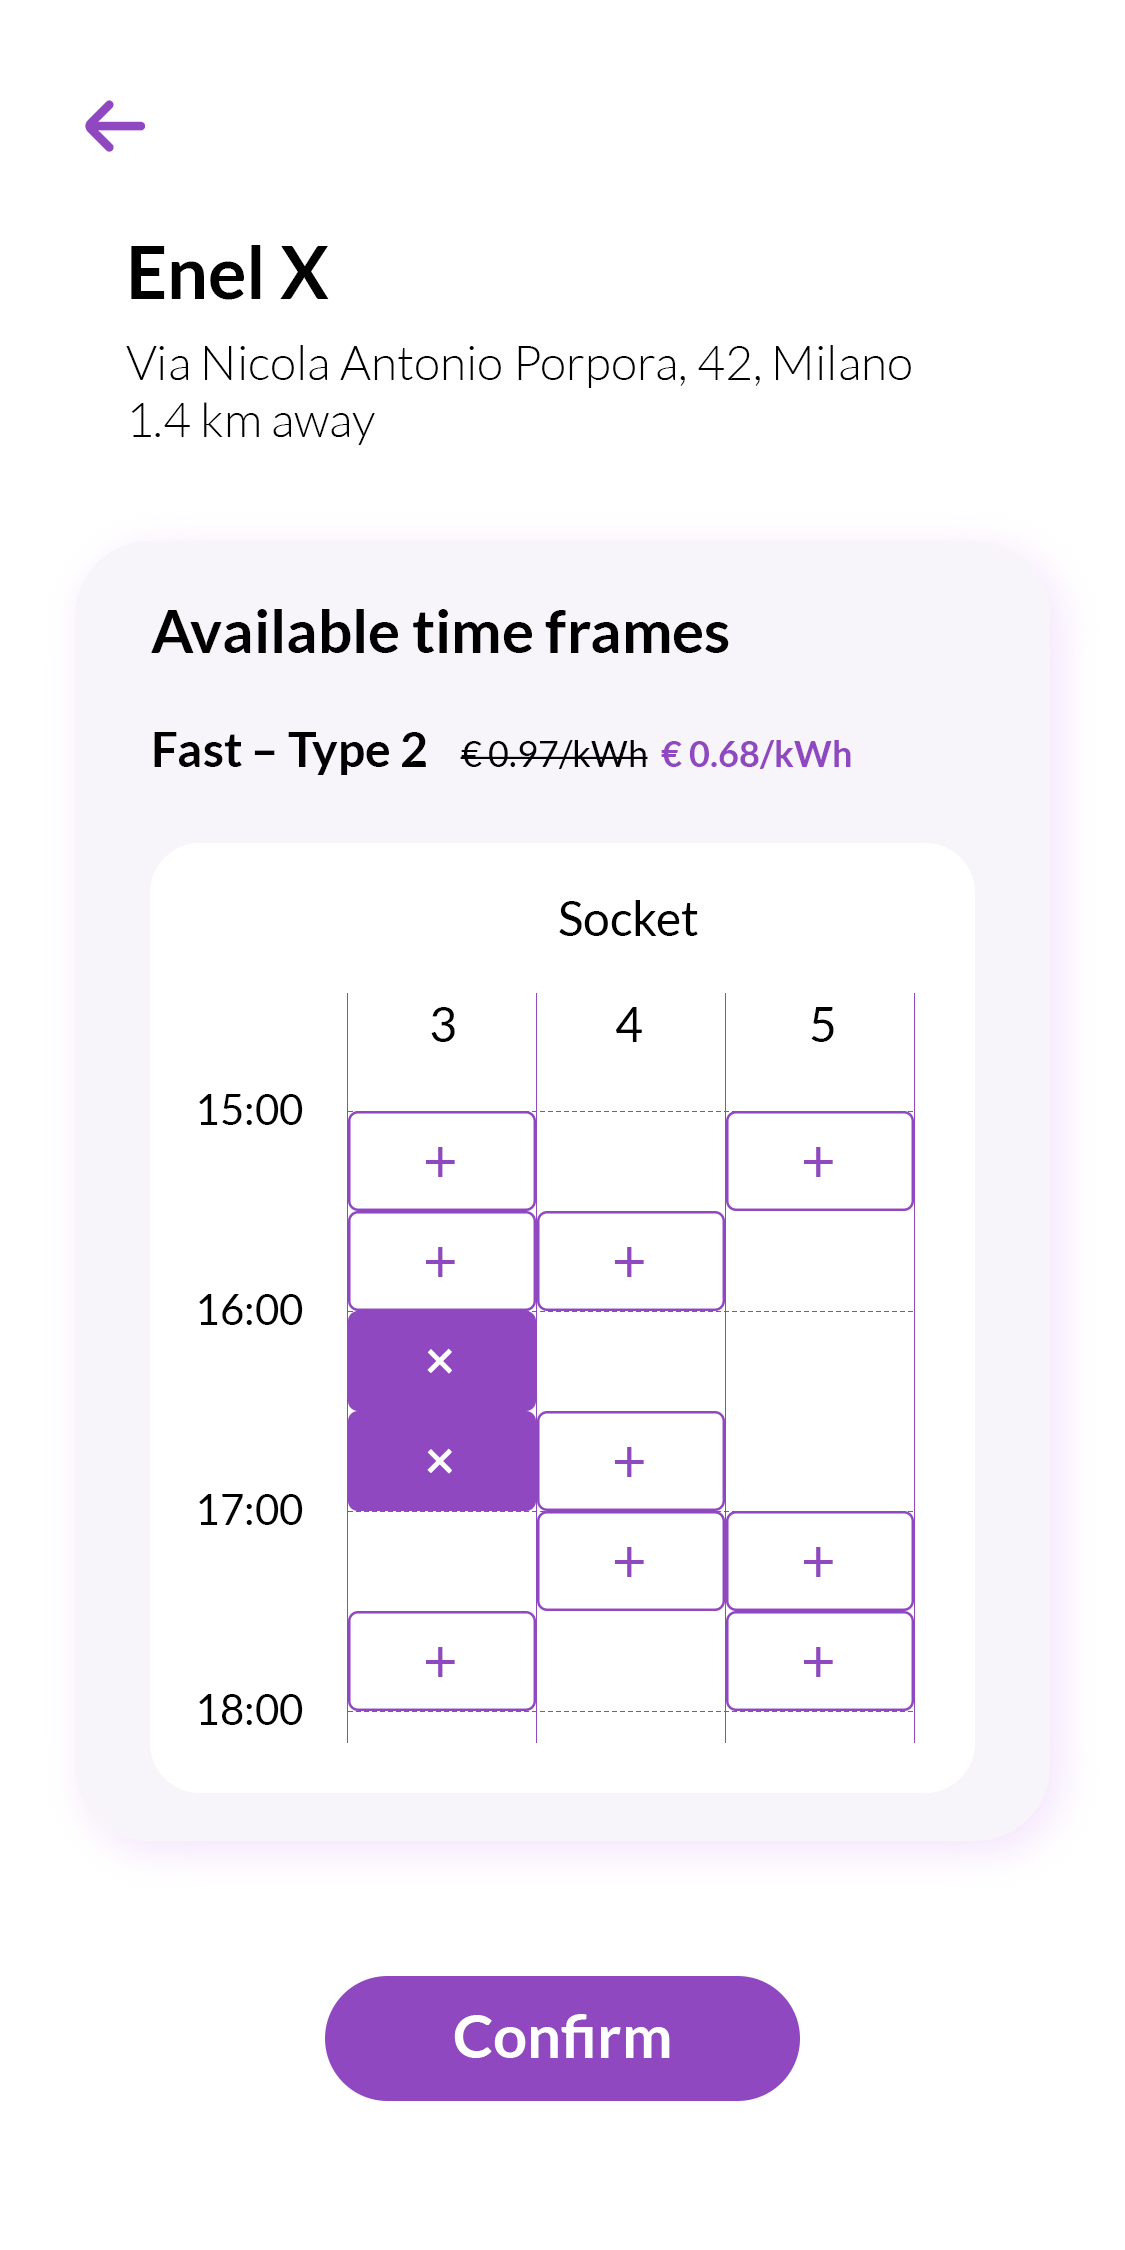 Enel X
Via Nicola Antonio Porpora, 42, Milano
1.4 km away
Available time frames
Fast – Type 2 € 0.97/kWh € 0.68/kWh
Socket
3 4 5
15:00
+ +
+ +
16:00
×
× +
17:00
+ +
+ +
18:00
Confirm